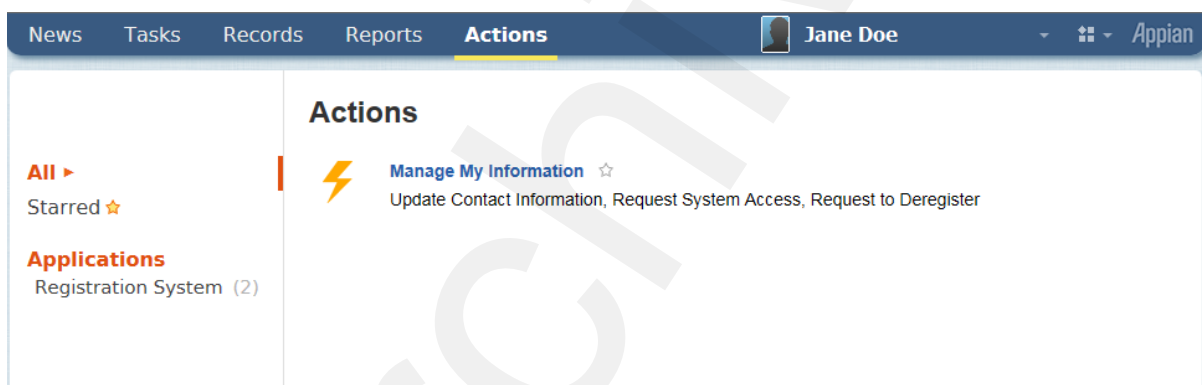 News Tasks Records Reports Actions Jane Doe Appian
Actions
All
Manage My Information
Update Contact Information, Request System Access, Request to Deregister
Starred
Applications
Registration System (2)